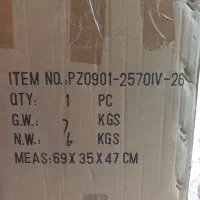 ITEM NO.:PZ0901-25701V-26
QTY: 1 PC
G.W.: 7 KGS
N.W.: 6 KGS
MEAS: 69 X 35 X 47 CM